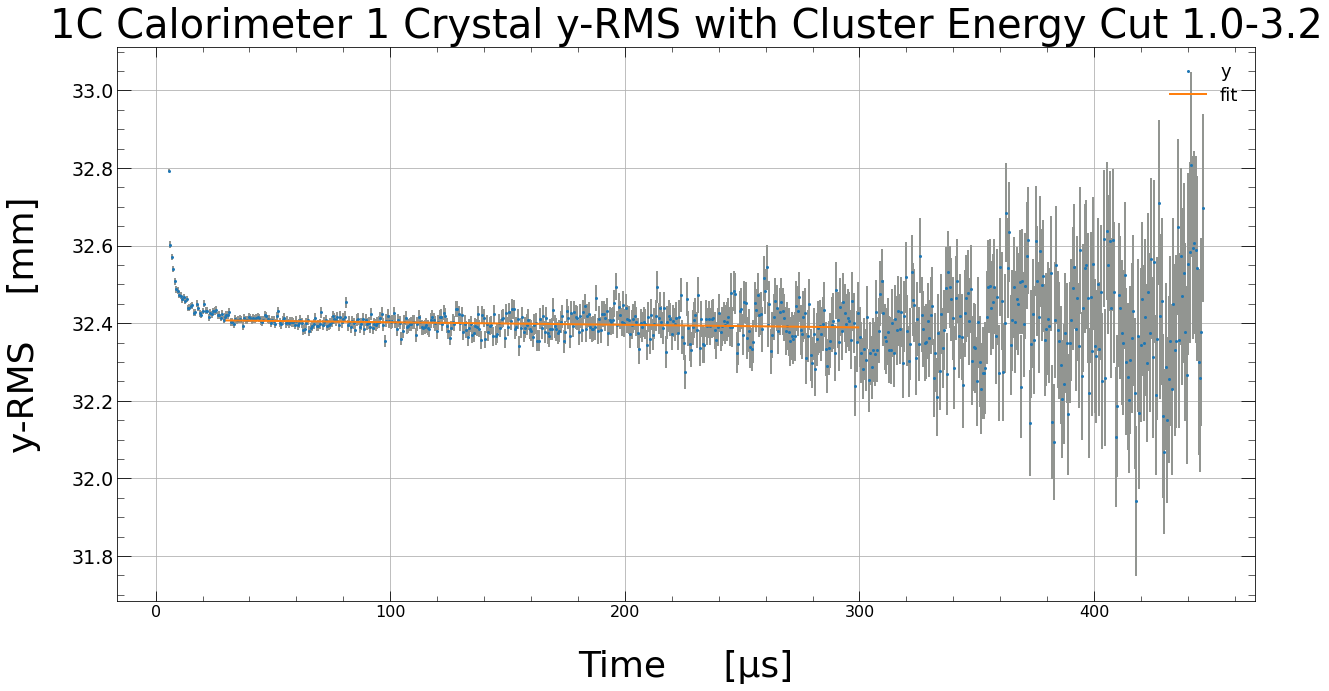 1C Calorimeter 1 Crystal y-RMS with Cluster Energy Cut 1.0-3.2
y
fit
33.0
32.8
32.6
32.4
32.2
32.0
31.8
y-RMS [mm]
0 100 200 300 400
Time [µs]